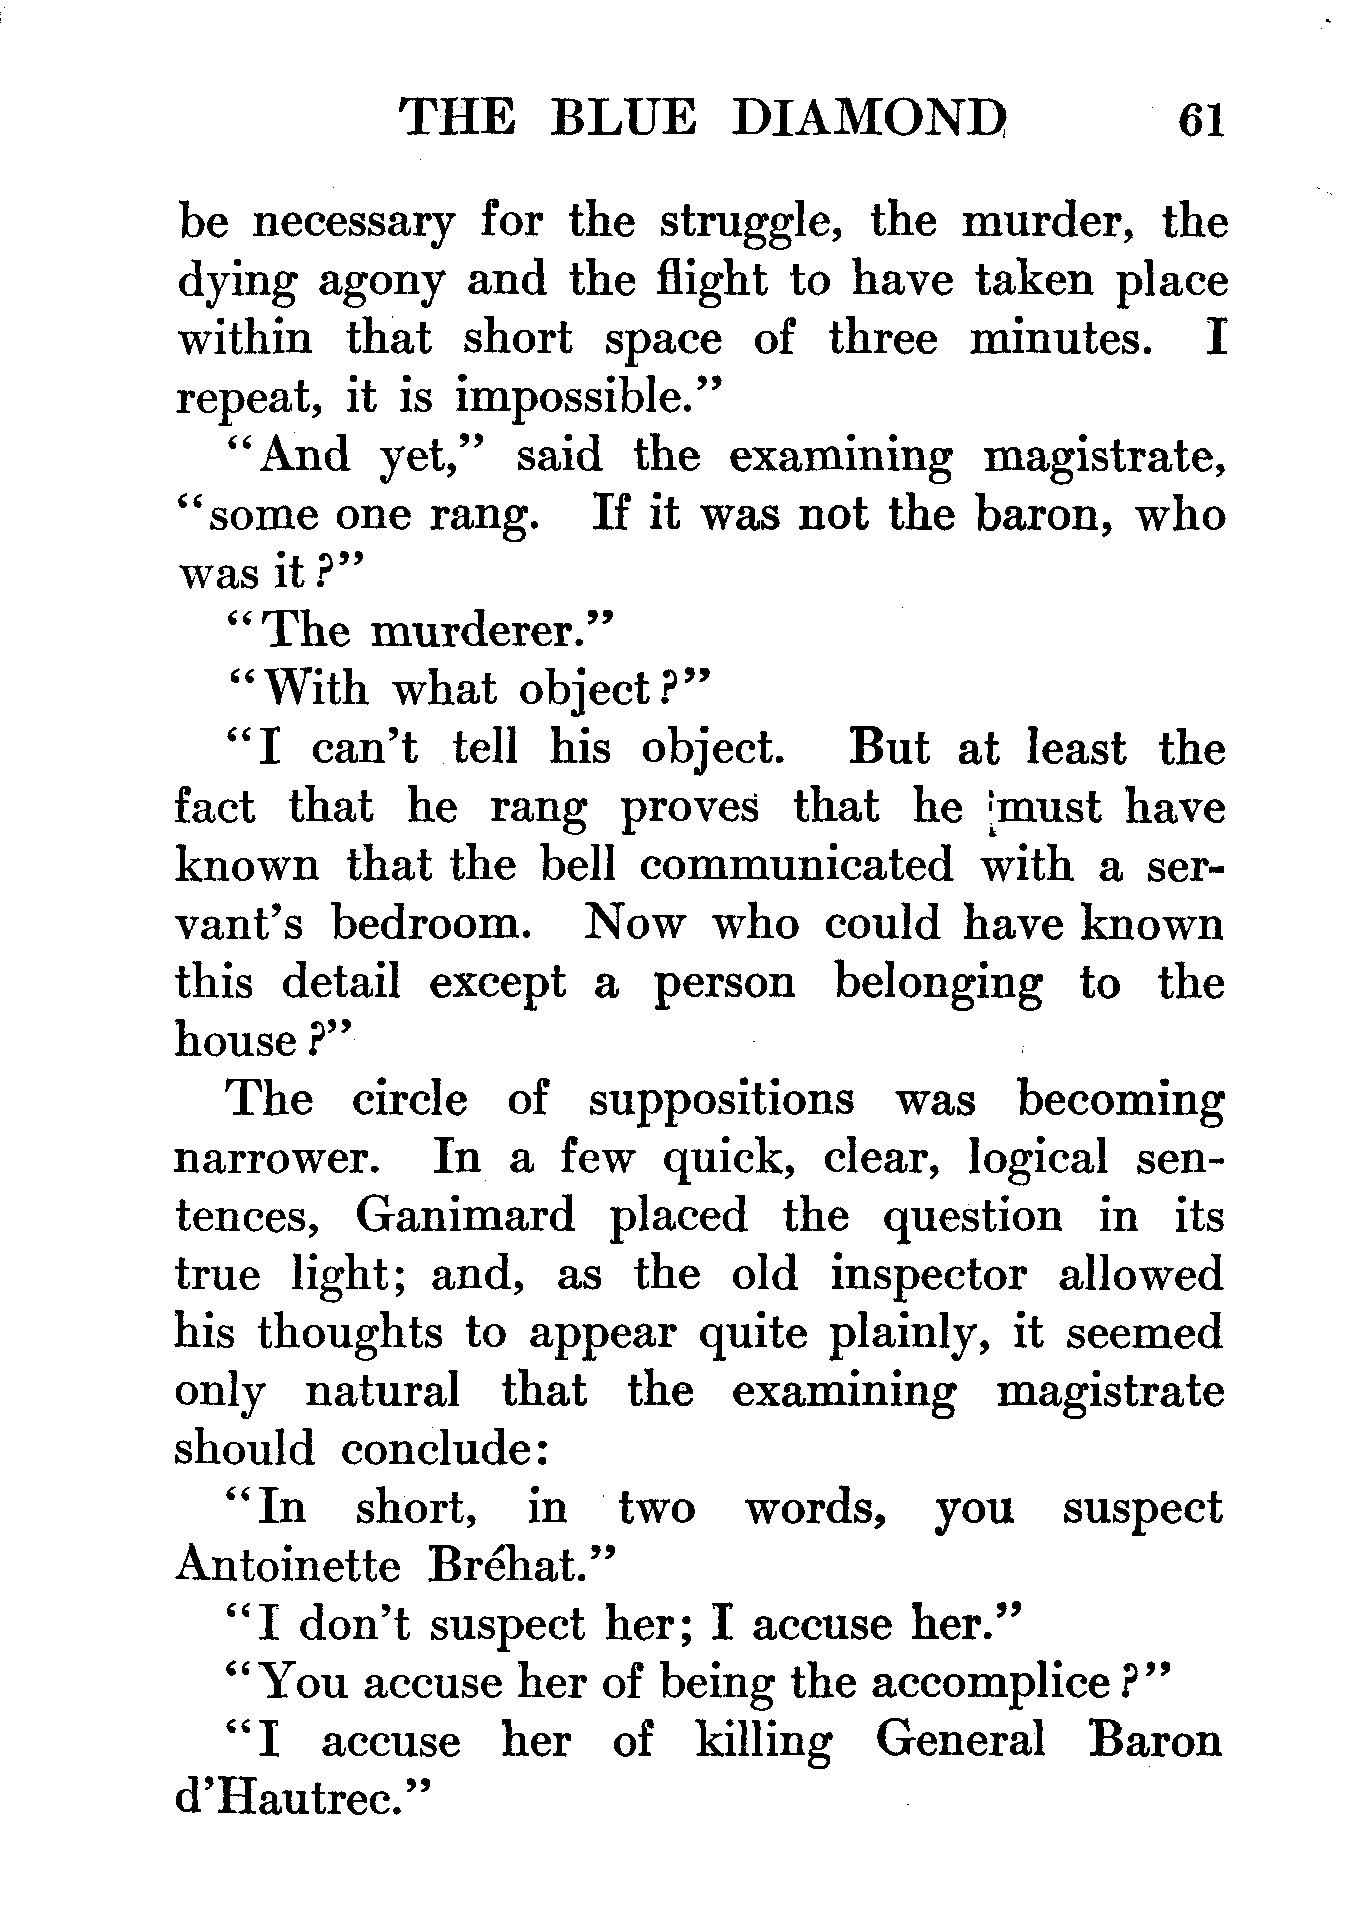 THE BLUE DIAMOND 61
be necessary for the struggle, the murder, the
dying agony and the flight to have taken place
within that short space of three minutes. I
repeat, it is impossible.”
“And yet,” said the examining magistrate,
“some one rang. If it was not the baron, who
was it?”
“The murderer.”
“With what object?”
“I can’t tell his object. But at least the
fact that he rang proves that he must have
known that the bell communicated with a ser-
vant’s bedroom. Now who could have known
this detail except a person belonging to the
house?”
The circle of suppositions was becoming
narrower. In a few quick, clear, logical sen-
tences, Ganimard placed the question in its
true light; and, as the old inspector allowed
his thoughts to appear quite plainly, it seemed
only natural that the examining magistrate
should conclude:
“In short, in two words, you suspect
Antoinette Bréhat.”
“I don’t suspect her; I accuse her.”
“You accuse her of being the accomplice?”
“I accuse her of killing General Baron
d’Hautrec.”